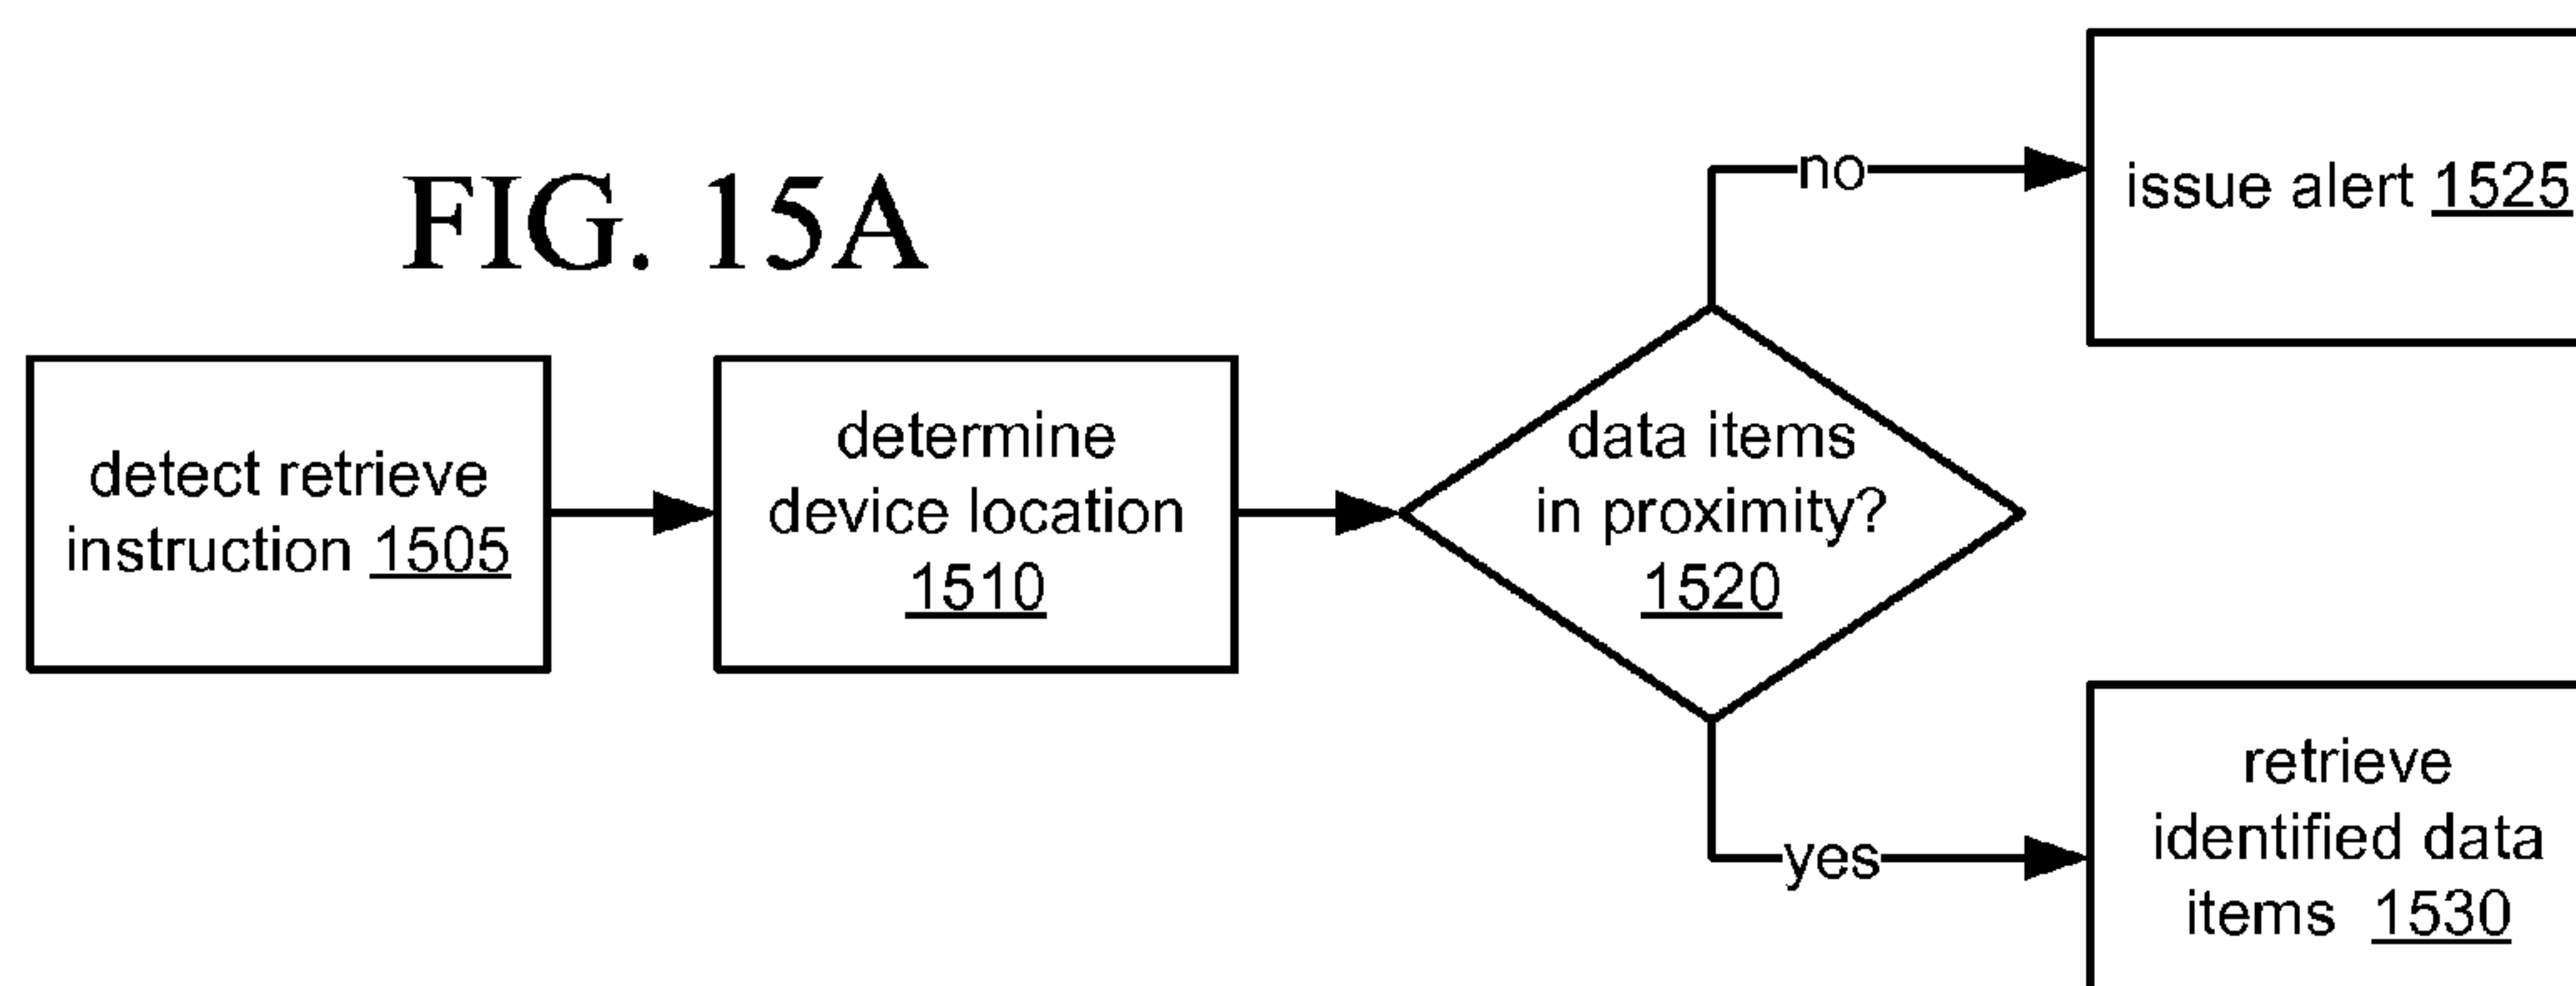 FIG. 15A
detect retrieve
instruction 1505
determine
device location
1510
data items
in proximity?
1520
no
issue alert 1525
yes
retrieve
identified data
items 1530